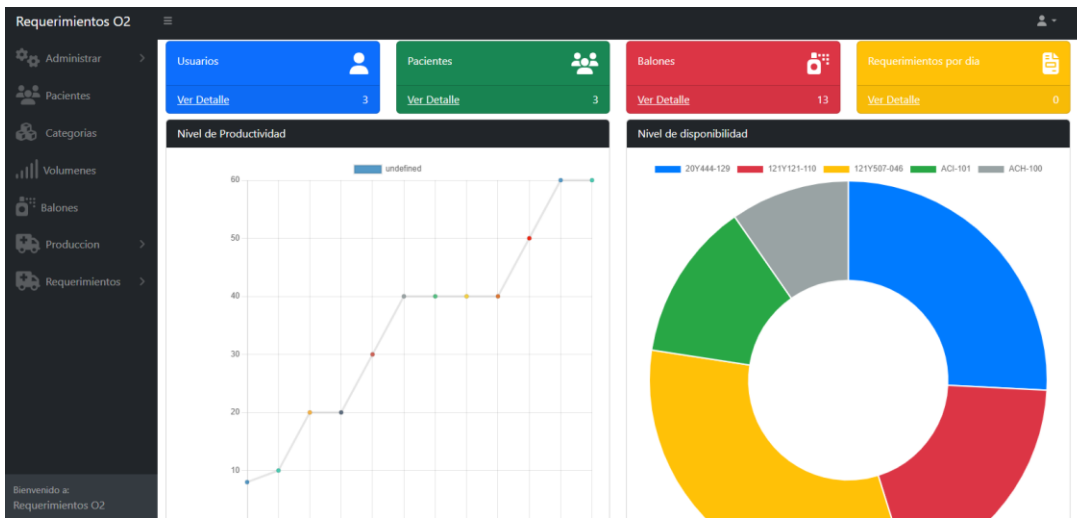 Requerimientos O2
Administrar
Pacientes
Categorias
Volumenes
Balones
Produccion
Requerimientos
Bienvenido a:
Requerimientos O2
Usuarios
Ver Detalle 3
Pacientes
Ver Detalle 3
Balones
Ver Detalle 13
Requerimientos por dia
Ver Detalle 0
Nivel de Productividad
undefined
60
50
40
30
20
10
Nivel de disponibilidad
20Y444-129 121Y121-110 121Y507-046 ACI-101 ACH-100